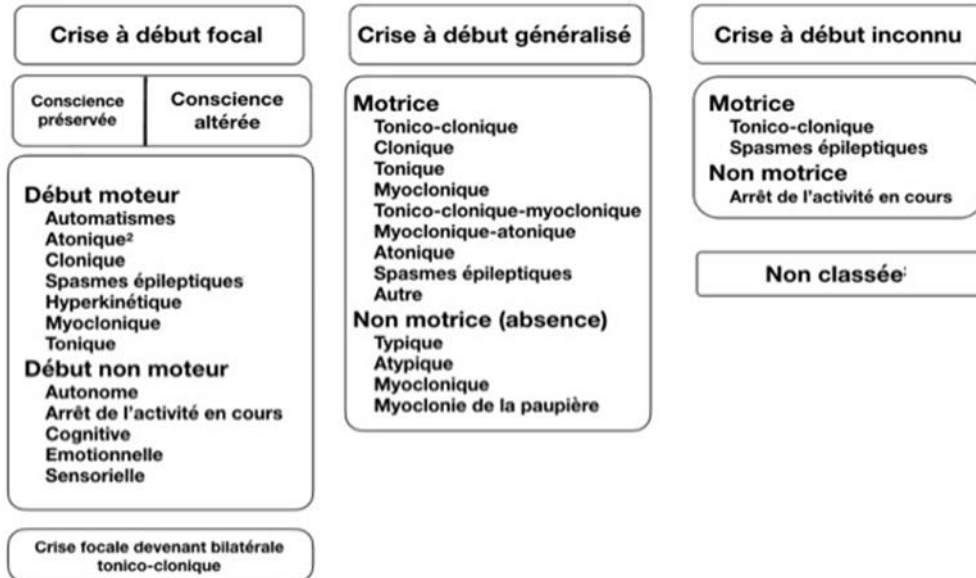 Crise à début focal
Conscience
préservée
Conscience
altérée
Début moteur
Automatismes
Atonique²
Clonique
Spasmes épileptiques
Hyperkinétique
Myoclonique
Tonique
Début non moteur
Autonome
Arrêt de l'activité en cours
Cognitive
Emotionnelle
Sensorielle
Crise focale devenant bilatérale
tonico-clonique
Crise à début généralisé
Motrice
Tonico-clonique
Clonique
Tonique
Myoclonique
Tonico-clonique-myoclonique
Myoclonique-atonique
Atonique
Spasmes épileptiques
Autre
Non motrice (absence)
Typique
Atypique
Myoclonique
Myoclonie de la paupière
Crise à début inconnu
Motrice
Tonico-clonique
Spasmes épileptiques
Non motrice
Arrêt de l'activité en cours
Non classée